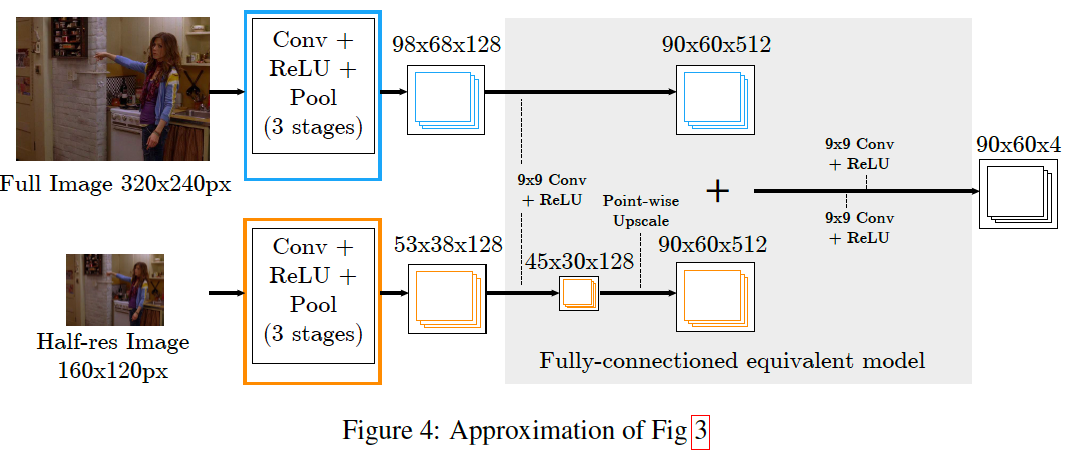 Conv +
ReLU +
Pool
(3 stages)
98x68x128
90x60x512
Full Image 320x240px
9x9 Conv
+ ReLU
90x60x4
9x9 Conv
+ ReLU
Point-wise
Upscale
+
9x9 Conv
+ ReLU
Conv +
ReLU +
Pool
(3 stages)
53x38x128
45x30x128
90x60x512
Half-res Image
160x120px
Fully-connectioned equivalent model
Figure 4: Approximation of Fig 3